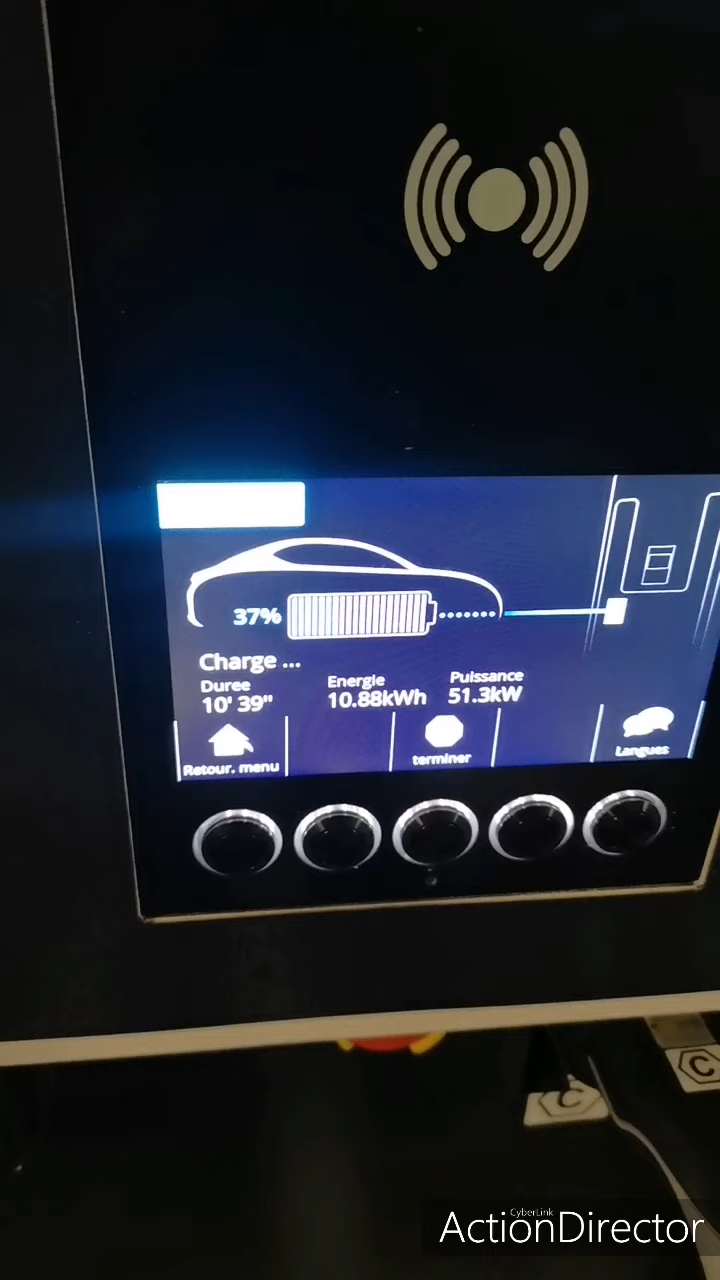 37%
Charge ...
Duree
10' 39"
Energie
10.88kWh
Puissance
51.3kW
Retour. menu
terminer
Langues
C
C
CyberLink
ActionDirector